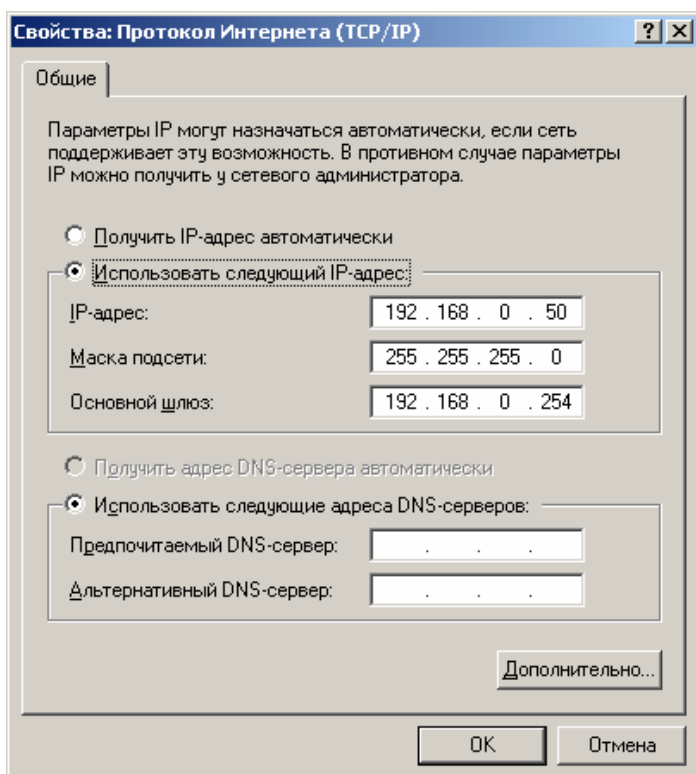 Свойства: Протокол Интернета (TCP/IP)
Общие
Параметры IP могут назначаться автоматически, если сеть
поддерживает эту возможность. В противном случае параметры
IP можно получить у сетевого администратора.
Получить IP-адрес автоматически
Использовать следующий IP-адрес:
IP-адрес: 192 . 168 . 0 . 50
Маска подсети: 255 . 255 . 255 . 0
Основной шлюз: 192 . 168 . 0 . 254
Получить адрес DNS-сервера автоматически
Использовать следующие адреса DNS-серверов:
Предпочитаемый DNS-сервер: . . .
Альтернативный DNS-сервер: . . .
Дополнительно...
OK Отмена